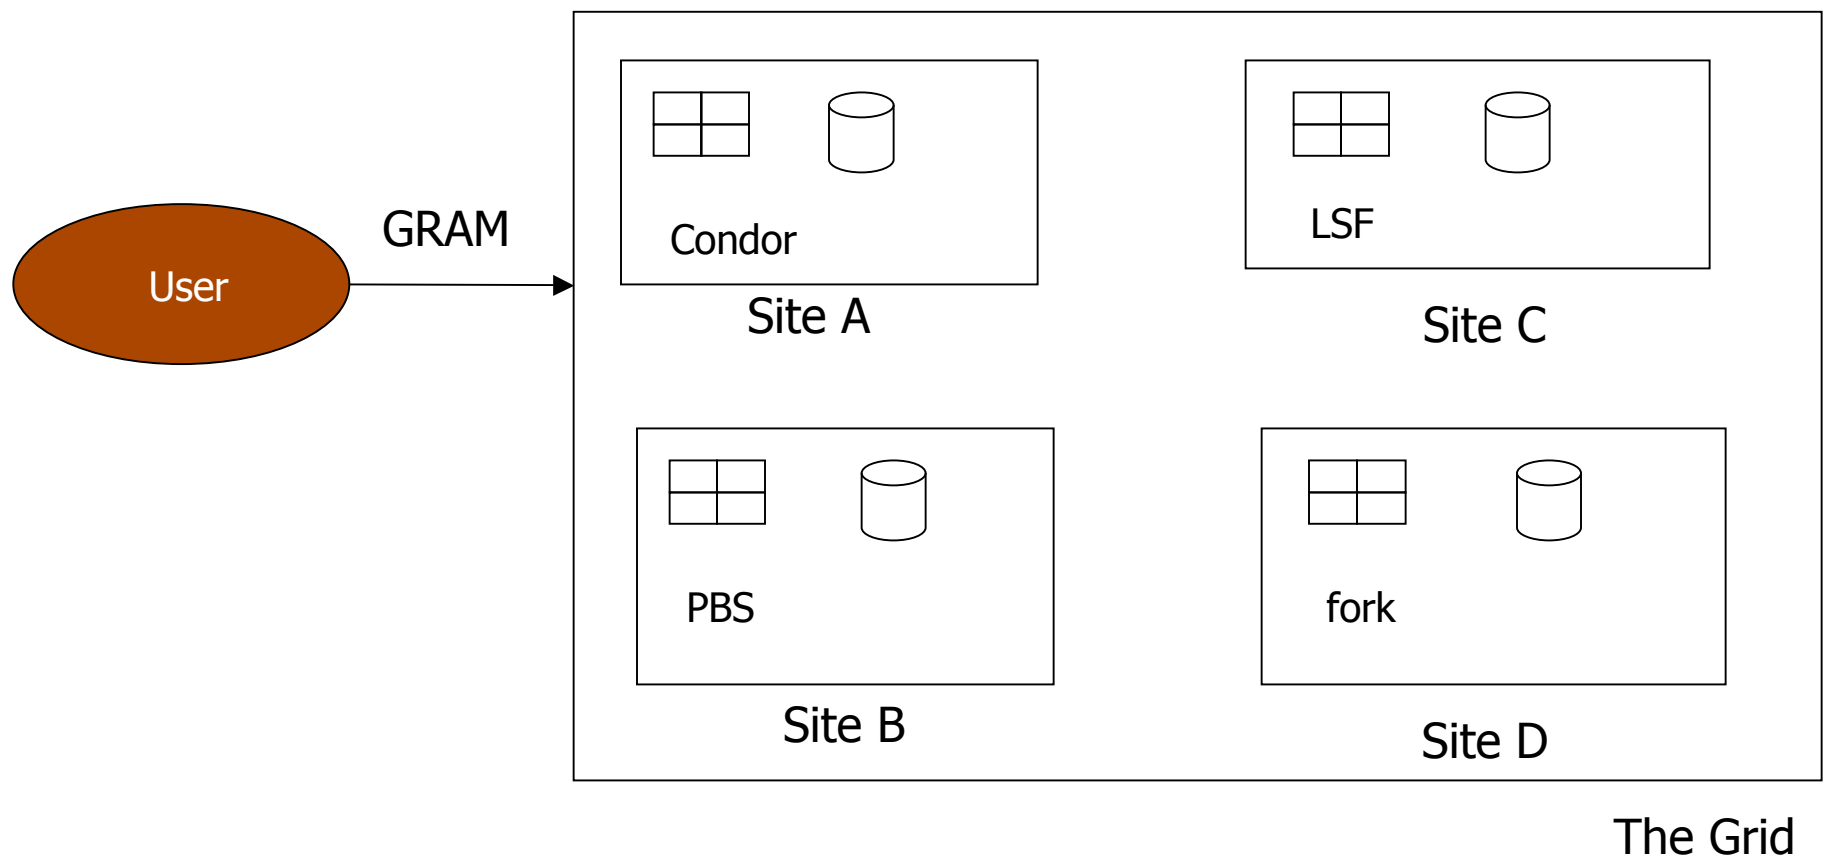 User
GRAM
Condor
Site A
LSF
Site C
PBS
Site B
fork
Site D
The Grid